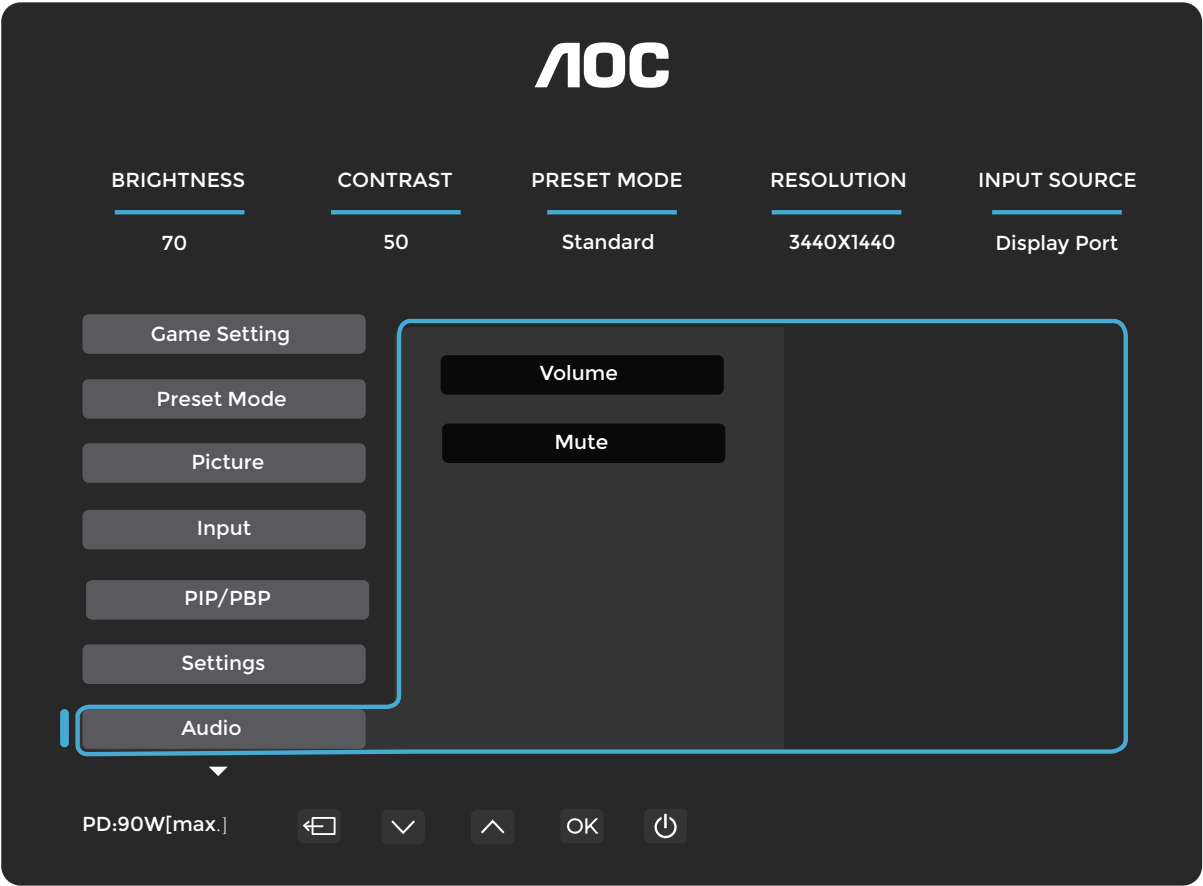 AOC
BRIGHTNESS CONTRAST PRESET MODE RESOLUTION INPUT SOURCE
70 50 Standard 3440X1440 Display Port
Game Setting
Volume
Preset Mode
Mute
Picture
Input
PIP/PBP
Settings
Audio
PD:90W[max.] OK